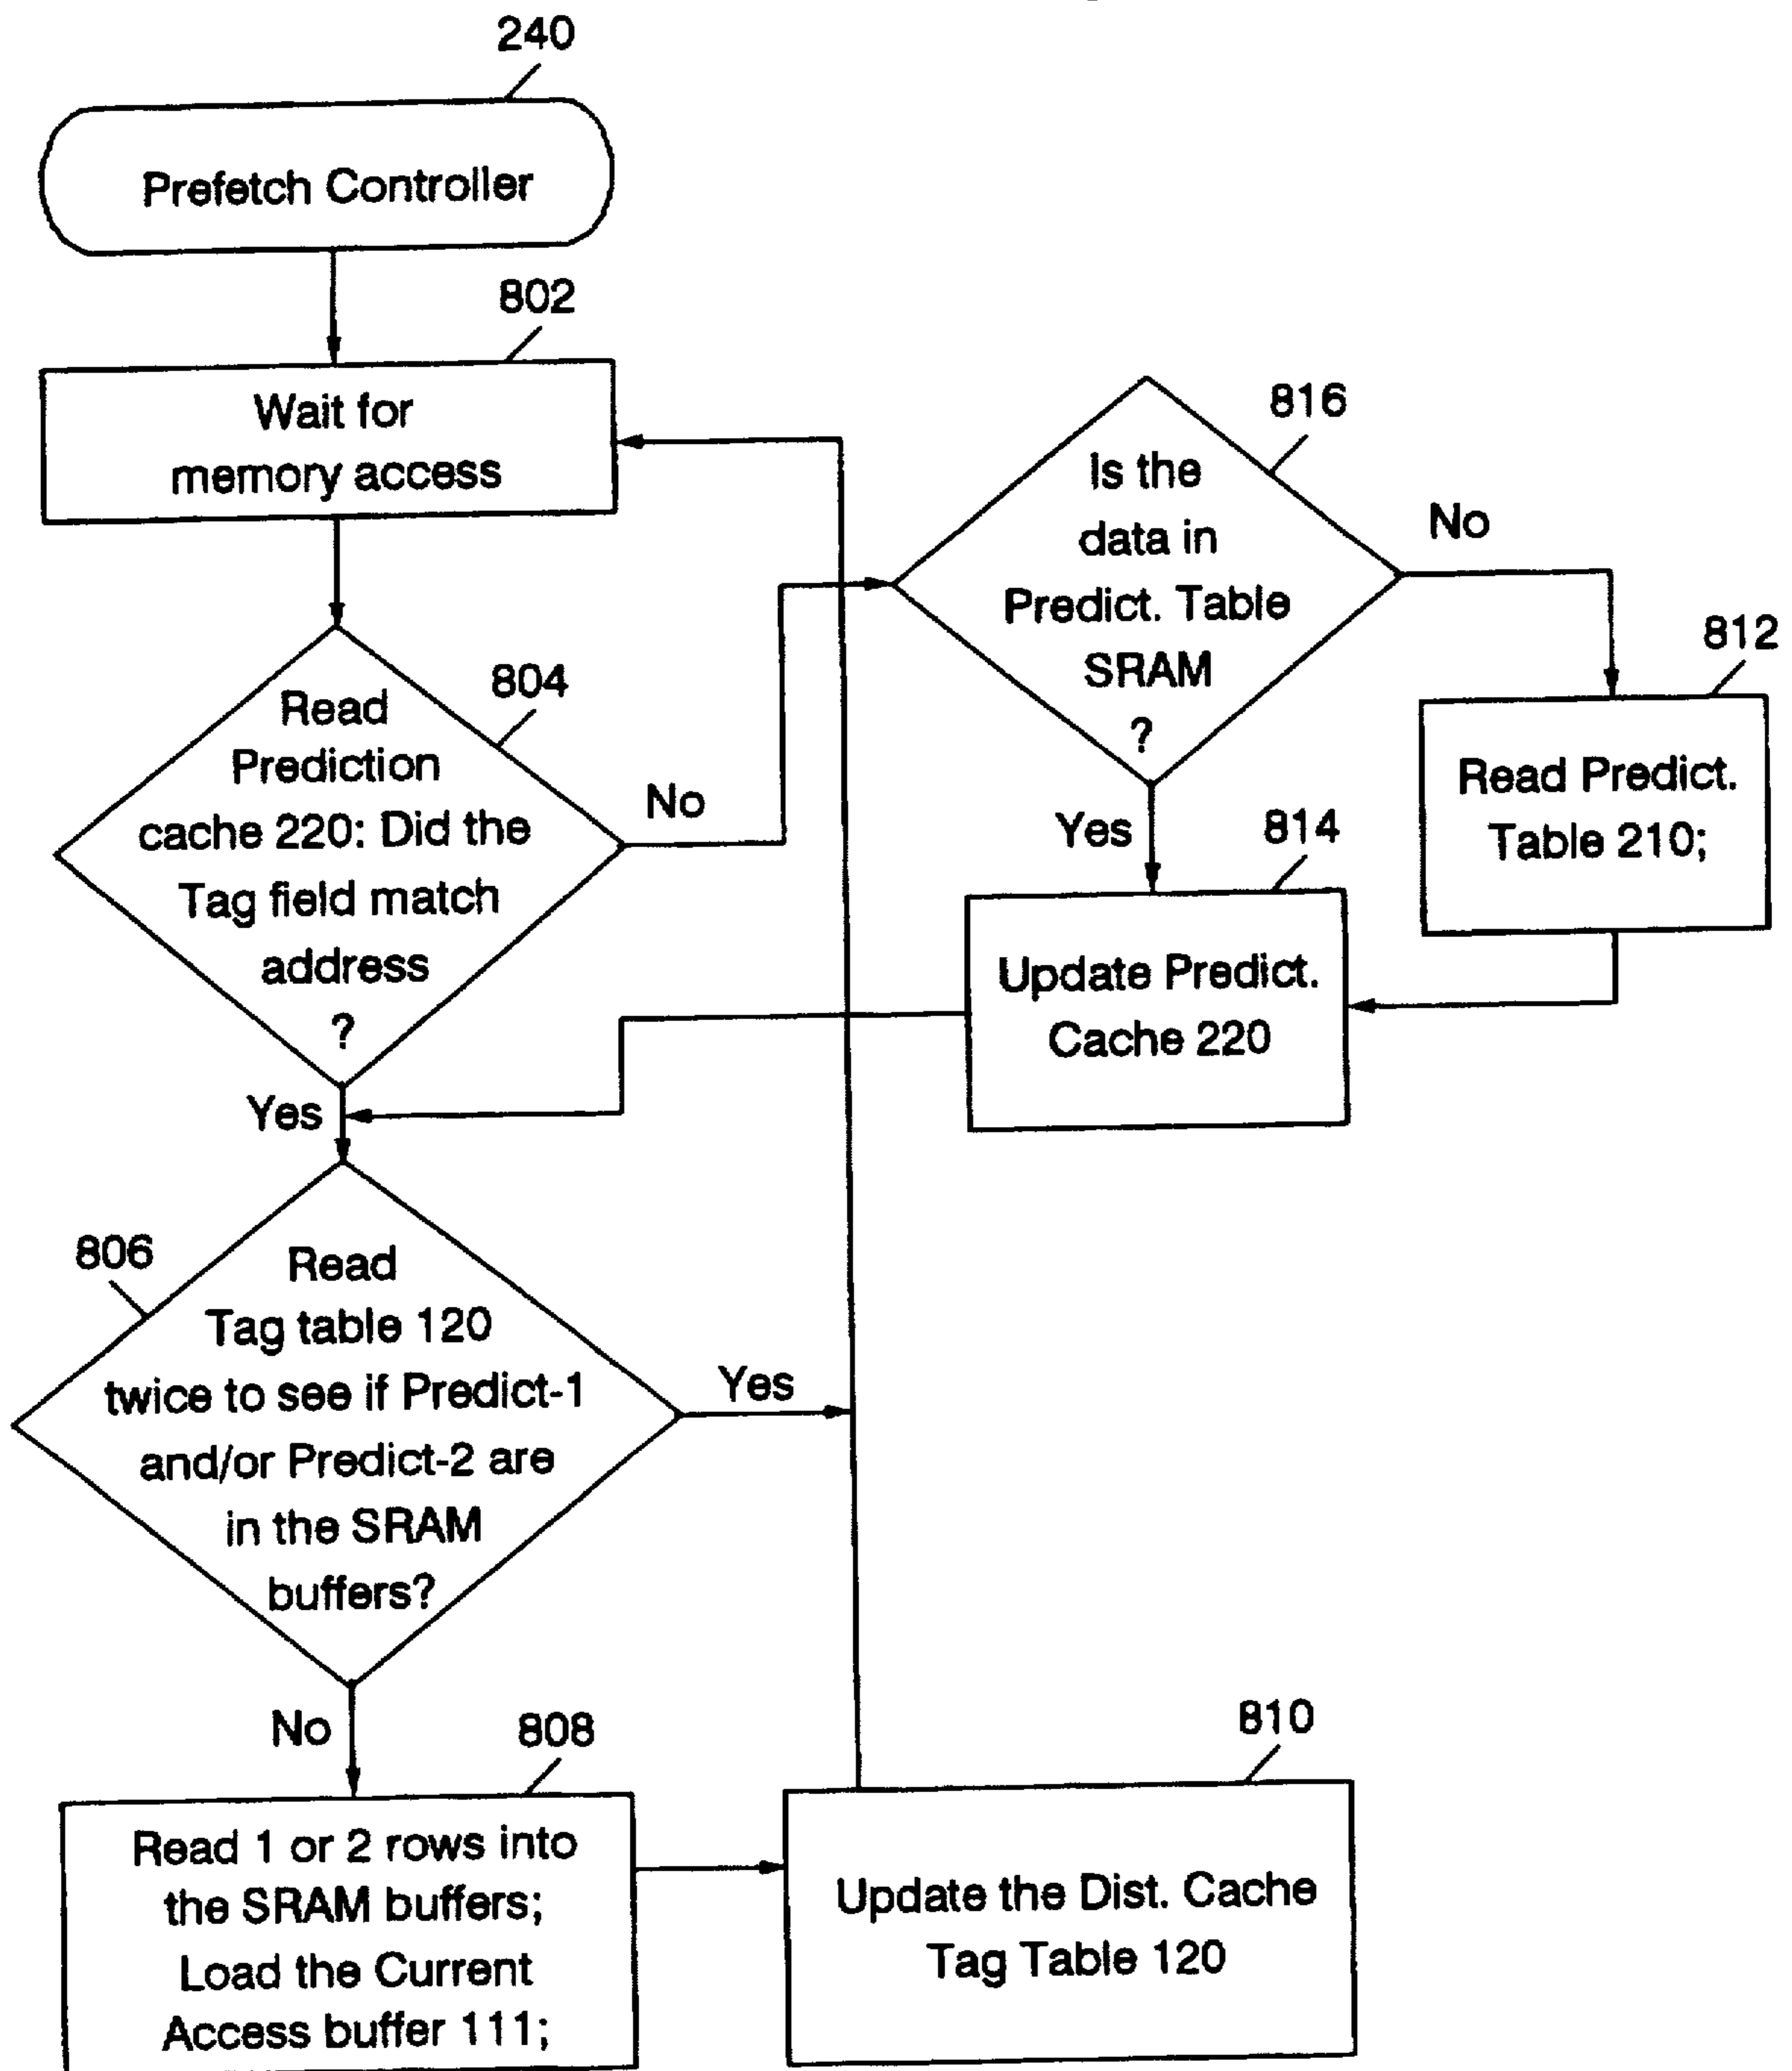 240
Prefetch Controller
802
Wait for
memory access
804
Read
Prediction
cache 220: Did the
Tag field match
address
?
No
Yes
816
Is the
data in
Predict. Table
SRAM
?
No
Yes
812
Read Predict.
Table 210;
814
Update Predict.
Cache 220
806
Read
Tag table 120
twice to see if Predict-1
and/or Predict-2 are
in the SRAM
buffers?
Yes
No
808
Read 1 or 2 rows into
the SRAM buffers;
Load the Current
Access buffer 111;
810
Update the Dist. Cache
Tag Table 120